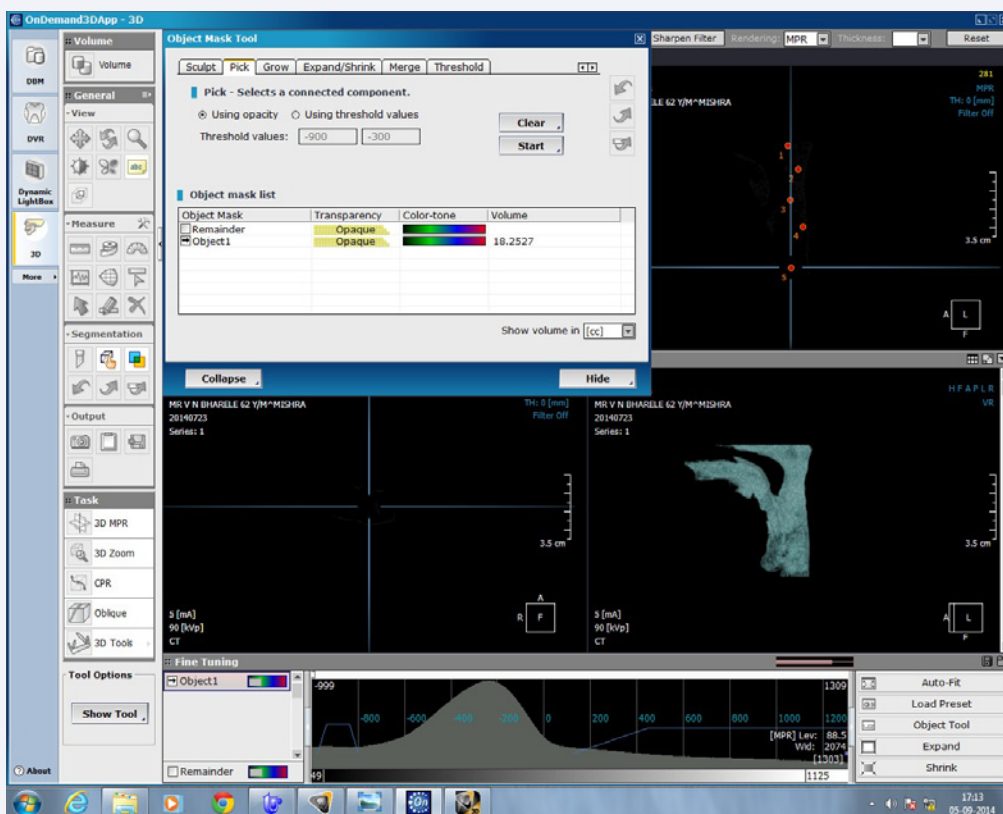 OnDemand3DApp - 3D
DBM
DVR
Dynamic
LightBox
3D
More
About
Volume
Volume
General
View
abc
Measure
Segmentation
Output
Task
3D MPR
3D Zoom
CPR
Oblique
3D Tools
Tool Options
Show Tool
Object Mask Tool
Sculpt Pick Grow Expand/Shrink Merge Threshold
Pick - Selects a connected component.
Using opacity Using threshold values
Threshold values: -900 -300
Clear
Start
Object mask list
Object Mask Transparency Color-tone Volume
Remainder Opaque
Object1 Opaque 18.2527
Show volume in [cc]
Collapse Hide
Sharpen Filter Rendering: MPR Thickness: Reset
281
MPR
TH: 0 [mm]
Filter Off
LE 62 Y/M^MISHRA
1
2
3
4
5
3.5 cm
A L
F
MR V N BHARELE 62 Y/M^MISHRA
20140723
Series: 1
TH: 0 [mm]
Filter Off
3.5 cm
5 [mA]
90 [kVp]
CT
A
R F
H F A P L R
VR
MR V N BHARELE 62 Y/M^MISHRA
20140723
Series: 1
3.5 cm
5 [mA]
90 [kVp]
CT
A L
F
Fine Tuning
Object1
Remainder
-999 1309
-800 -600 -400 -200 0 200 400 600 800 1000 1200
[MPR] Lev: 88.5
Wid: 2074
[1303]
49] [1125
Auto-Fit
Load Preset
Object Tool
Expand
Shrink
On
17:13
05-09-2014